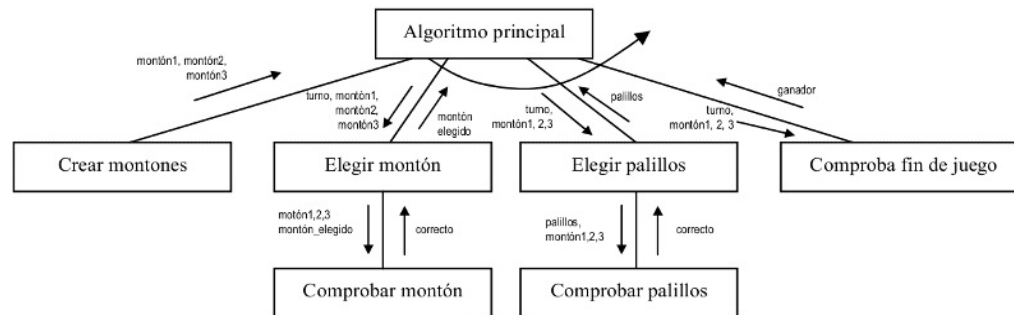 Algoritmo principal
montón1, montón2,
montón3
turno, montón1,
montón2,
montón3
montón
elegido
turno,
montón1, 2,3
palillos
ganador
turno,
montón1, 2, 3
Crear montones
Elegir montón
Elegir palillos
Comproba fin de juego
motón1,2,3
montón_elegido
correcto
palillos,
montón1,2,3
correcto
Comprobar montón
Comprobar palillos